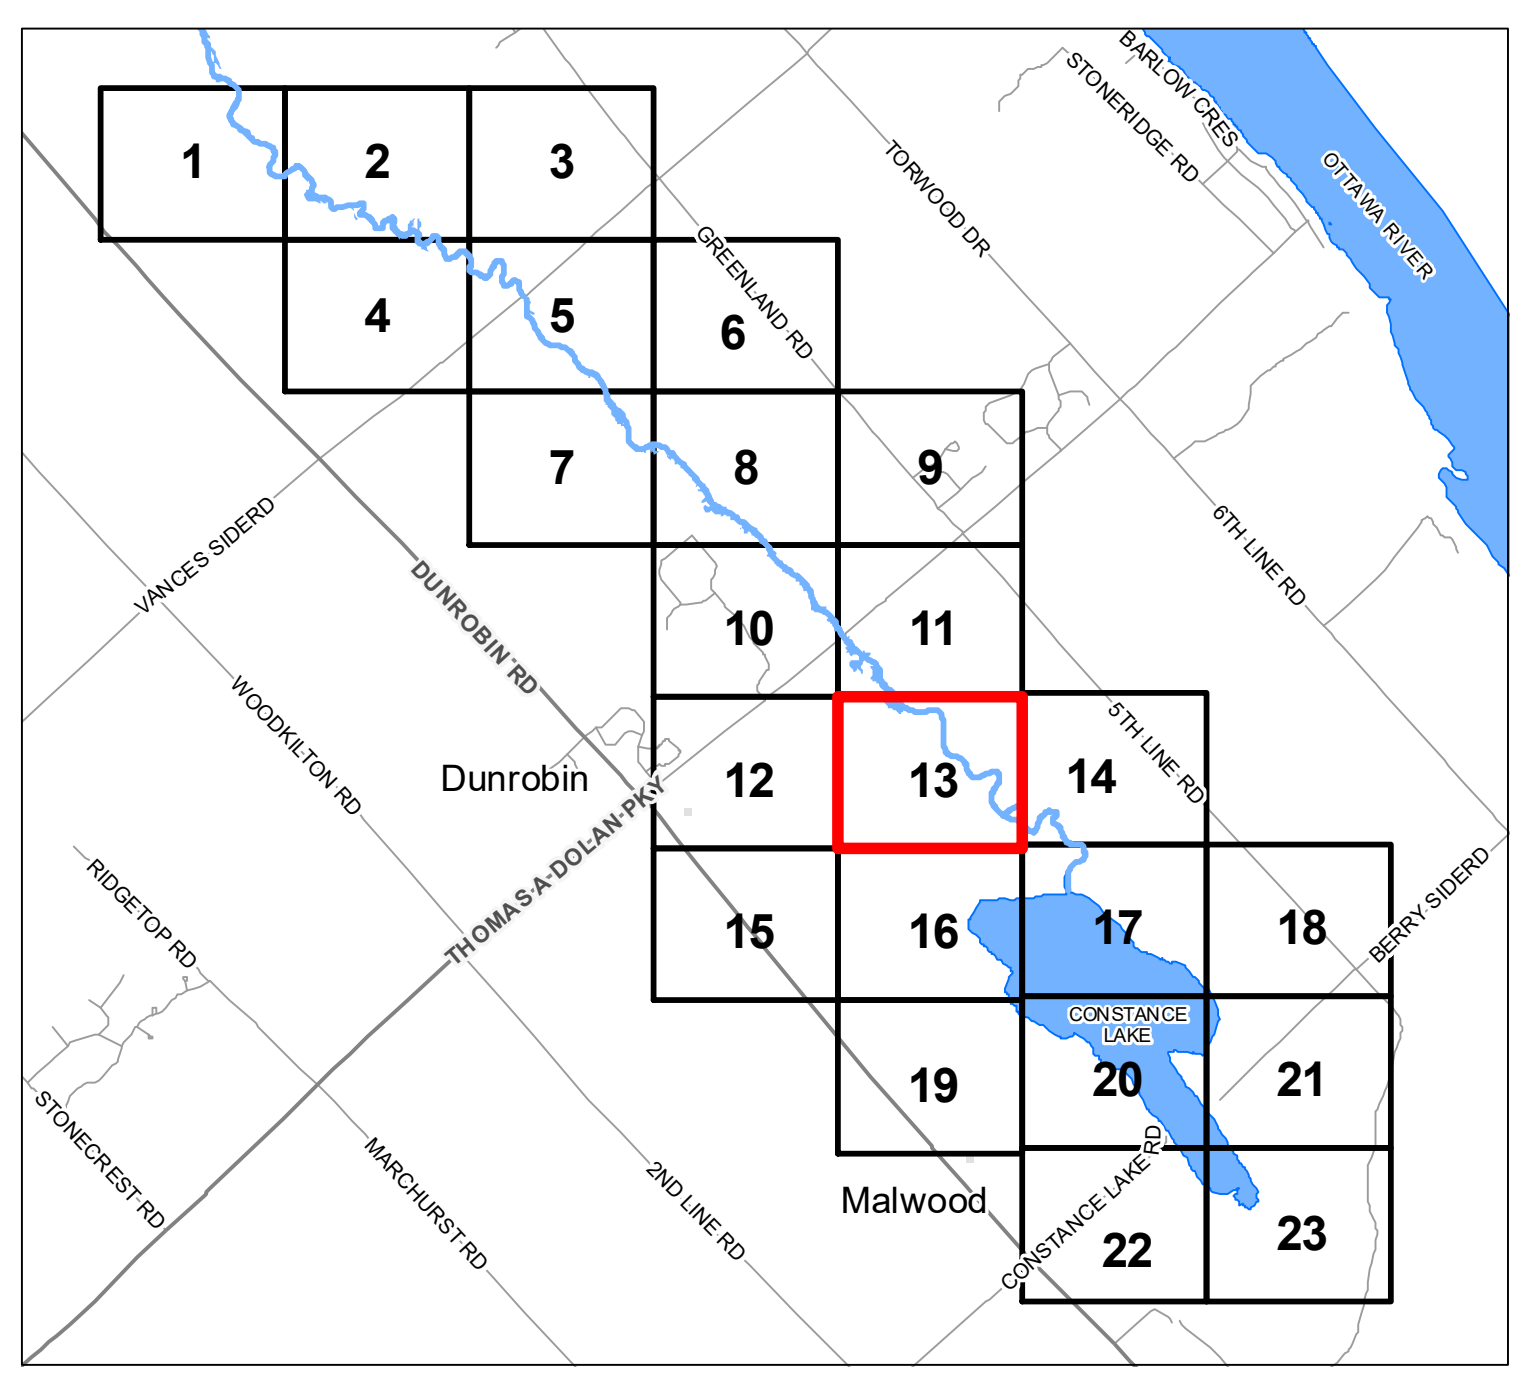 BARLOW CRES
STONERIDGE RD
OTTAWA RIVER
TORWOOD DR
1
2
3
GREENLAND RD
4
5
6
7
8
9
VANCES SIDERD
DUNROBIN RD
6TH LINE RD
10
11
WOODKILTON RD
5TH LINE RD
Dunrobin
THOMAS A DOLAN PKY
12
13
14
RIDGETOP RD
15
16
17
18
BERRY SIDERD
CONSTANCE
LAKE
19
20
21
STONECREST RD
MARCHURST RD
2ND LINE RD
Malwood
CONSTANCE LAKE RD
22
23